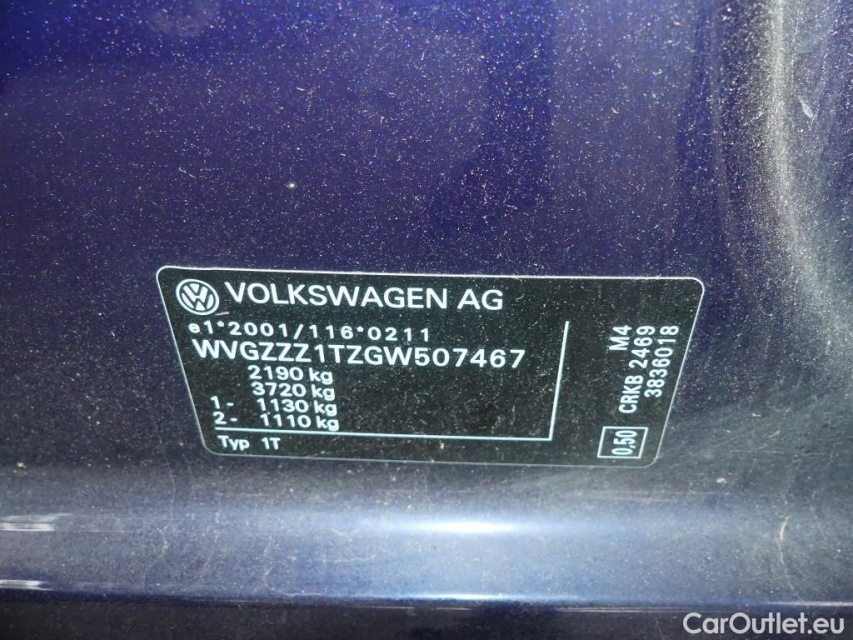 VOLKSWAGEN AG
e1*2001/116*0211
WVGZZZ1TZGW507467
2190 kg
3720 kg
1- 1130 kg
2- 1110 kg
Typ 1T
M4
CRKB 2469
3836018
0,50
CarOutlet.eu